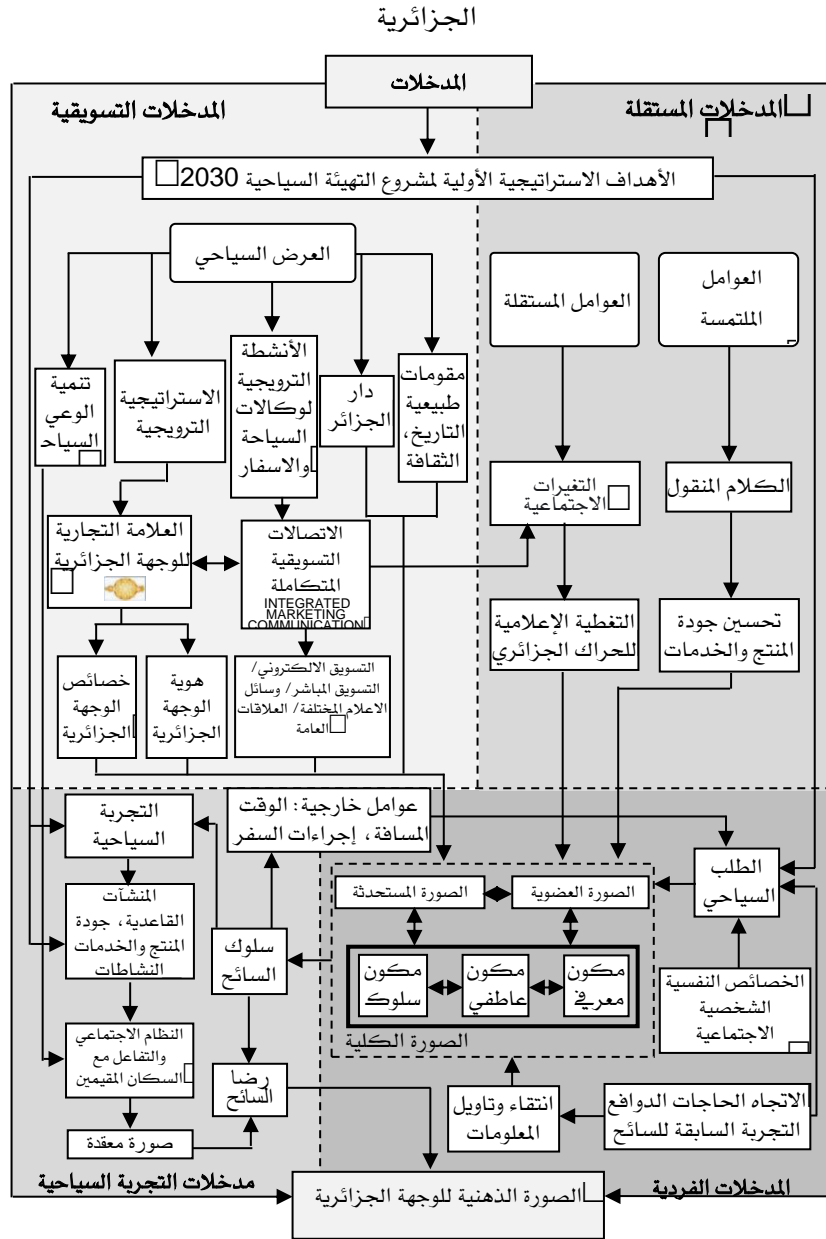 الجزائرية
المدخلات
المدخلات المستقلة
المدخلات التسويقية
الأهداف الاستراتيجية الأولية لمشروع التهيئة السياحية 2030
العوامل
الملتمسة
العوامل المستقلة
العرض السياحي
مقومات
طبيعية
التاريخ،
الثقافة
دار
الجزائر
الأنشطة
الترويجية
لوكالات
السياحة
والاسفار
الاستراتيجية
الترويجية
تنمية
الوعي
السياح
الكلام المنقول
التغيرات
الاجتماعية
الاتصالات
التسويقية
المتكاملة
INTEGRATED
MARKETING
COMMUNICATION
العلامة التجارية
للوجهة الجزائرية
تحسين جودة
المنتج والخدمات
التغطية الإعلامية
للحراك الجزائري
التسويق الالكتروني/
التسويق المباشر/ وسائل
الاعلام المختلفة/ العلاقات
العامة
هوية
الوجهة
الجزائرية
خصائص
الوجهة
الجزائرية
عوامل خارجية: الوقت
المسافة، إجراءات السفر
التجربة
السياحية
الطلب
السياحي
الصورة العضوية
الصورة المستحدثة
المنشآت
القاعدية، جودة
المنتج والخدمات
النشاطات
سلوك
السائح
مكون
معرفي
مكون
عاطفي
مكون
سلوك
الصورة الكلية
الخصائص النفسية
الشخصية
الاجتماعية
النظام الاجتماعي
والتفاعل مع
السكان المقيمين
رضا
السائح
انتقاء وتاويل
المعلومات
الاتجاه الحاجات الدوافع
التجربة السابقة للسائح
صورة معقدة
المدخلات الفردية
مدخلات التجربة السياحية
الصورة الذهنية للوجهة الجزائرية